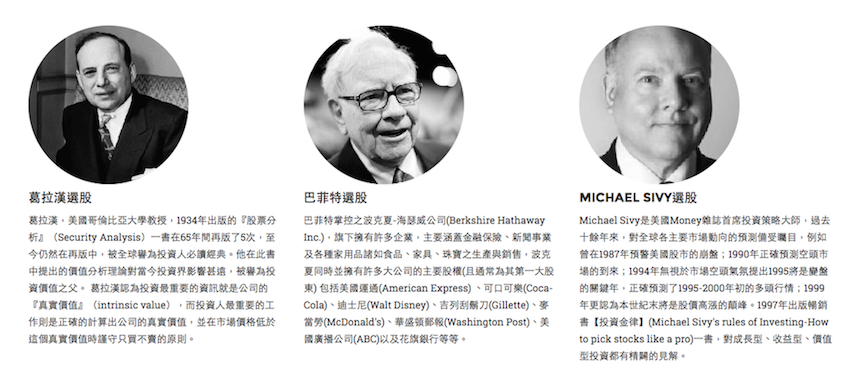 葛拉漢選股
葛拉漢，美國哥倫比亞大學教授，1934年出版的『股票分
析』（Security Analysis）一書在65年間再版了5次，至
今仍然在再版中，被全球譽為投資人必讀經典。他在此書
中提出的價值分析理論對當今投資界影響甚遠，被譽為投
資價值之父。 葛拉漢認為投資最重要的資訊就是公司的
『真實價值』（intrinsic value），而投資人最重要的工
作則是正確的計算出公司的真實價值，並在市場價格低於
這個真實價值時謹守只買不賣的原則。
巴菲特選股
巴菲特掌控之波克夏-海瑟威公司(Berkshire Hathaway
Inc.)，旗下擁有許多企業，主要涵蓋金融保險、新聞事業
及各種家用品諸如食品、家具、珠寶之生產與銷售，波克
夏同時並擁有許多大公司的主要股權(且通常為其第一大股
東) 包括美國運通(American Express) 、可口可樂(Coca-
Cola)、迪士尼(Walt Disney)、吉列刮鬍刀(Gillette)、麥
當勞(McDonald's)、華盛頓郵報(Washington Post)、美
國廣播公司(ABC)以及花旗銀行等等。
MICHAEL SIVY選股
Michael Sivy是美國Money雜誌首席投資策略大師，過去
十餘年來，對全球各主要市場動向的預測備受矚目，例如
曾在1987年預警美國股市的崩盤；1990年正確預測空頭市
場的到來；1994年無視於市場空頭氣氛提出1995將是變盤
的關鍵年，正確預測了1995-2000年初的多頭行情；1999
年更認為本世紀末將是股價高漲的顛峰。1997年出版暢銷
書【投資金律】(Michael Sivy's rules of Investing-How
to pick stocks like a pro)一書，對成長型、收益型、價值
型投資都有精闢的見解。